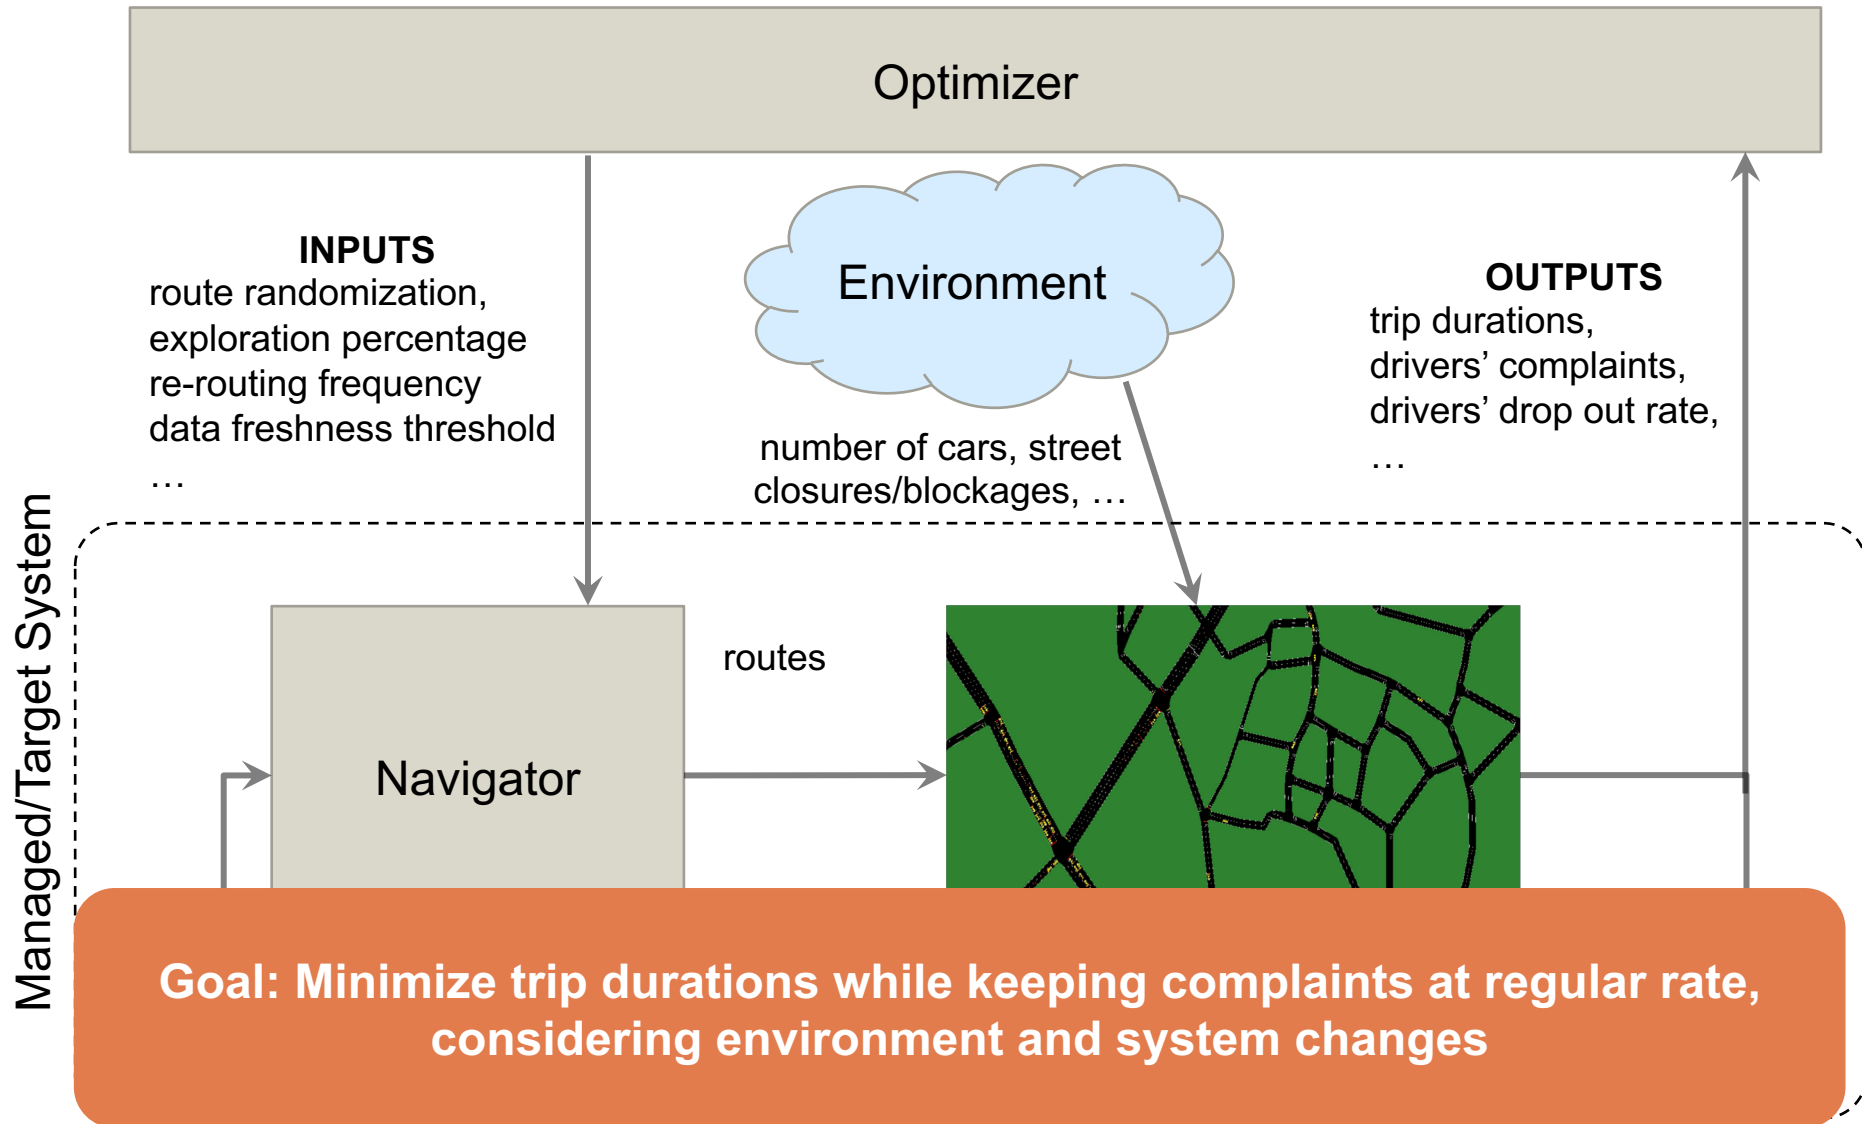 Optimizer
INPUTS
route randomization,
exploration percentage
re-routing frequency
data freshness threshold
…
Environment
number of cars, street
closures/blockages, …
OUTPUTS
trip durations,
drivers’ complaints,
drivers’ drop out rate,
…
Managed/Target System
Navigator
routes
Goal: Minimize trip durations while keeping complaints at regular rate,
considering environment and system changes